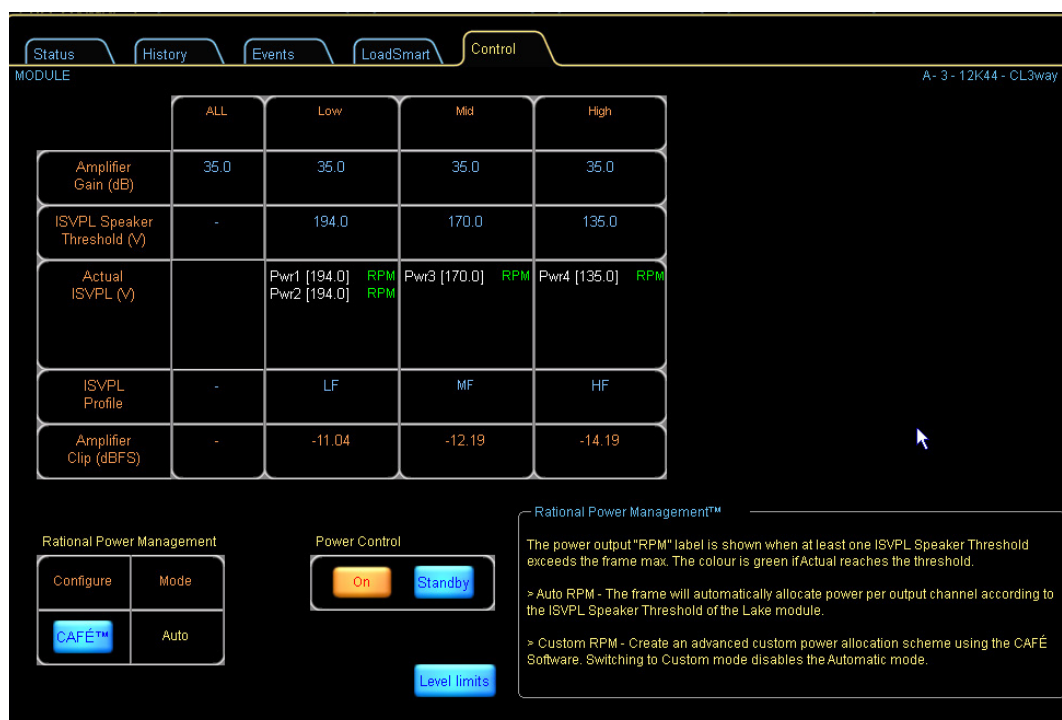 Status History Events LoadSmart Control
MODULE A- 3 - 12K44 - CL3way
ALL Low Mid High
Amplifier
Gain (dB)
35.0 35.0 35.0 35.0
ISVPL Speaker
Threshold (V)
- 194.0 170.0 135.0
Actual
ISVPL (V)
Pwr1 [194.0] RPM Pwr3 [170.0] RPM Pwr4 [135.0] RPM
Pwr2 [194.0] RPM
ISVPL
Profile
- LF MF HF
Amplifier
Clip (dBFS)
- -11.04 -12.19 -14.19
Rational Power Management
Configure Mode
CAFÉ™ Auto
Power Control
On Standby
Level limits
Rational Power Management™
The power output "RPM" label is shown when at least one ISVPL Speaker Threshold
exceeds the frame max. The colour is green if Actual reaches the threshold.
> Auto RPM - The frame will automatically allocate power per output channel according to
the ISVPL Speaker Threshold of the Lake module.
> Custom RPM - Create an advanced custom power allocation scheme using the CAFÉ
Software. Switching to Custom mode disables the Automatic mode.